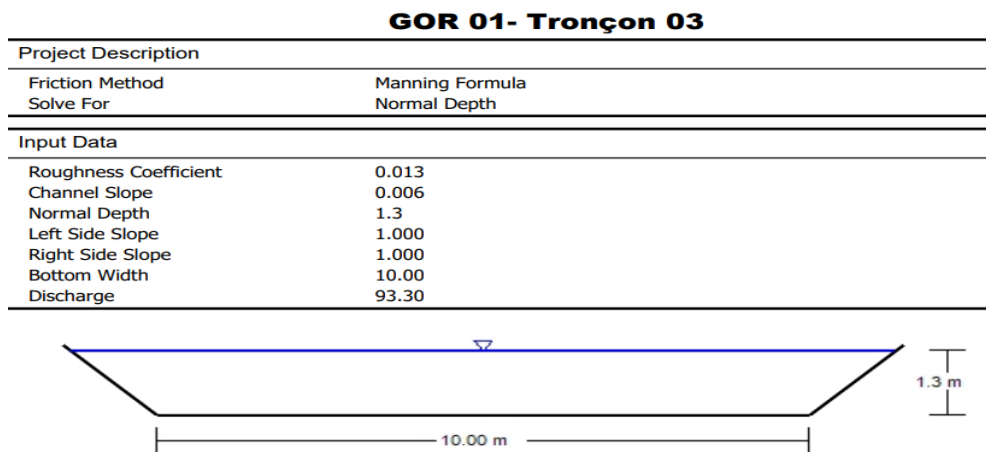 GOR 01- Tronçon 03
Project Description
Friction Method Manning Formula
Solve For Normal Depth
Input Data
Roughness Coefficient 0.013
Channel Slope 0.006
Normal Depth 1.3
Left Side Slope 1.000
Right Side Slope 1.000
Bottom Width 10.00
Discharge 93.30
1.3 m
10.00 m